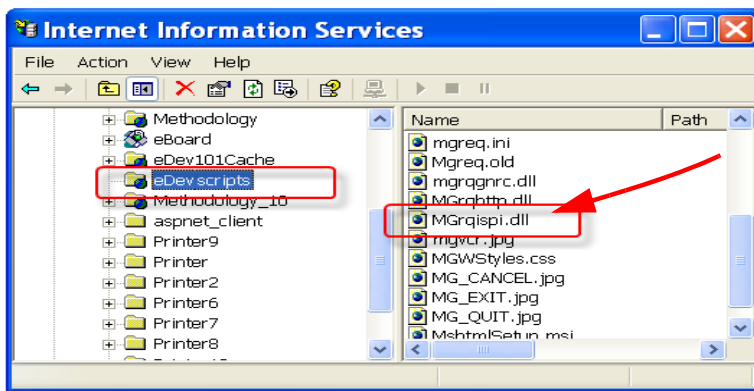 Internet Information Services
File Action View Help
Methodology
eBoard
eDev101Cache
eDevscripts
Methodology_10
aspnet_client
Printer9
Printer
Printer2
Printer6
Printer7
Printer8
Name Path
mgreq.ini
Mgreq.old
mgrqgnrc.dll
MGrqhttp.dll
MGrqispi.dll
mgvcr.jpg
MGWStyles.css
MG_CANCEL.jpg
MG_EXIT.jpg
MG_QUIT.jpg
MshtmlSetup.msi